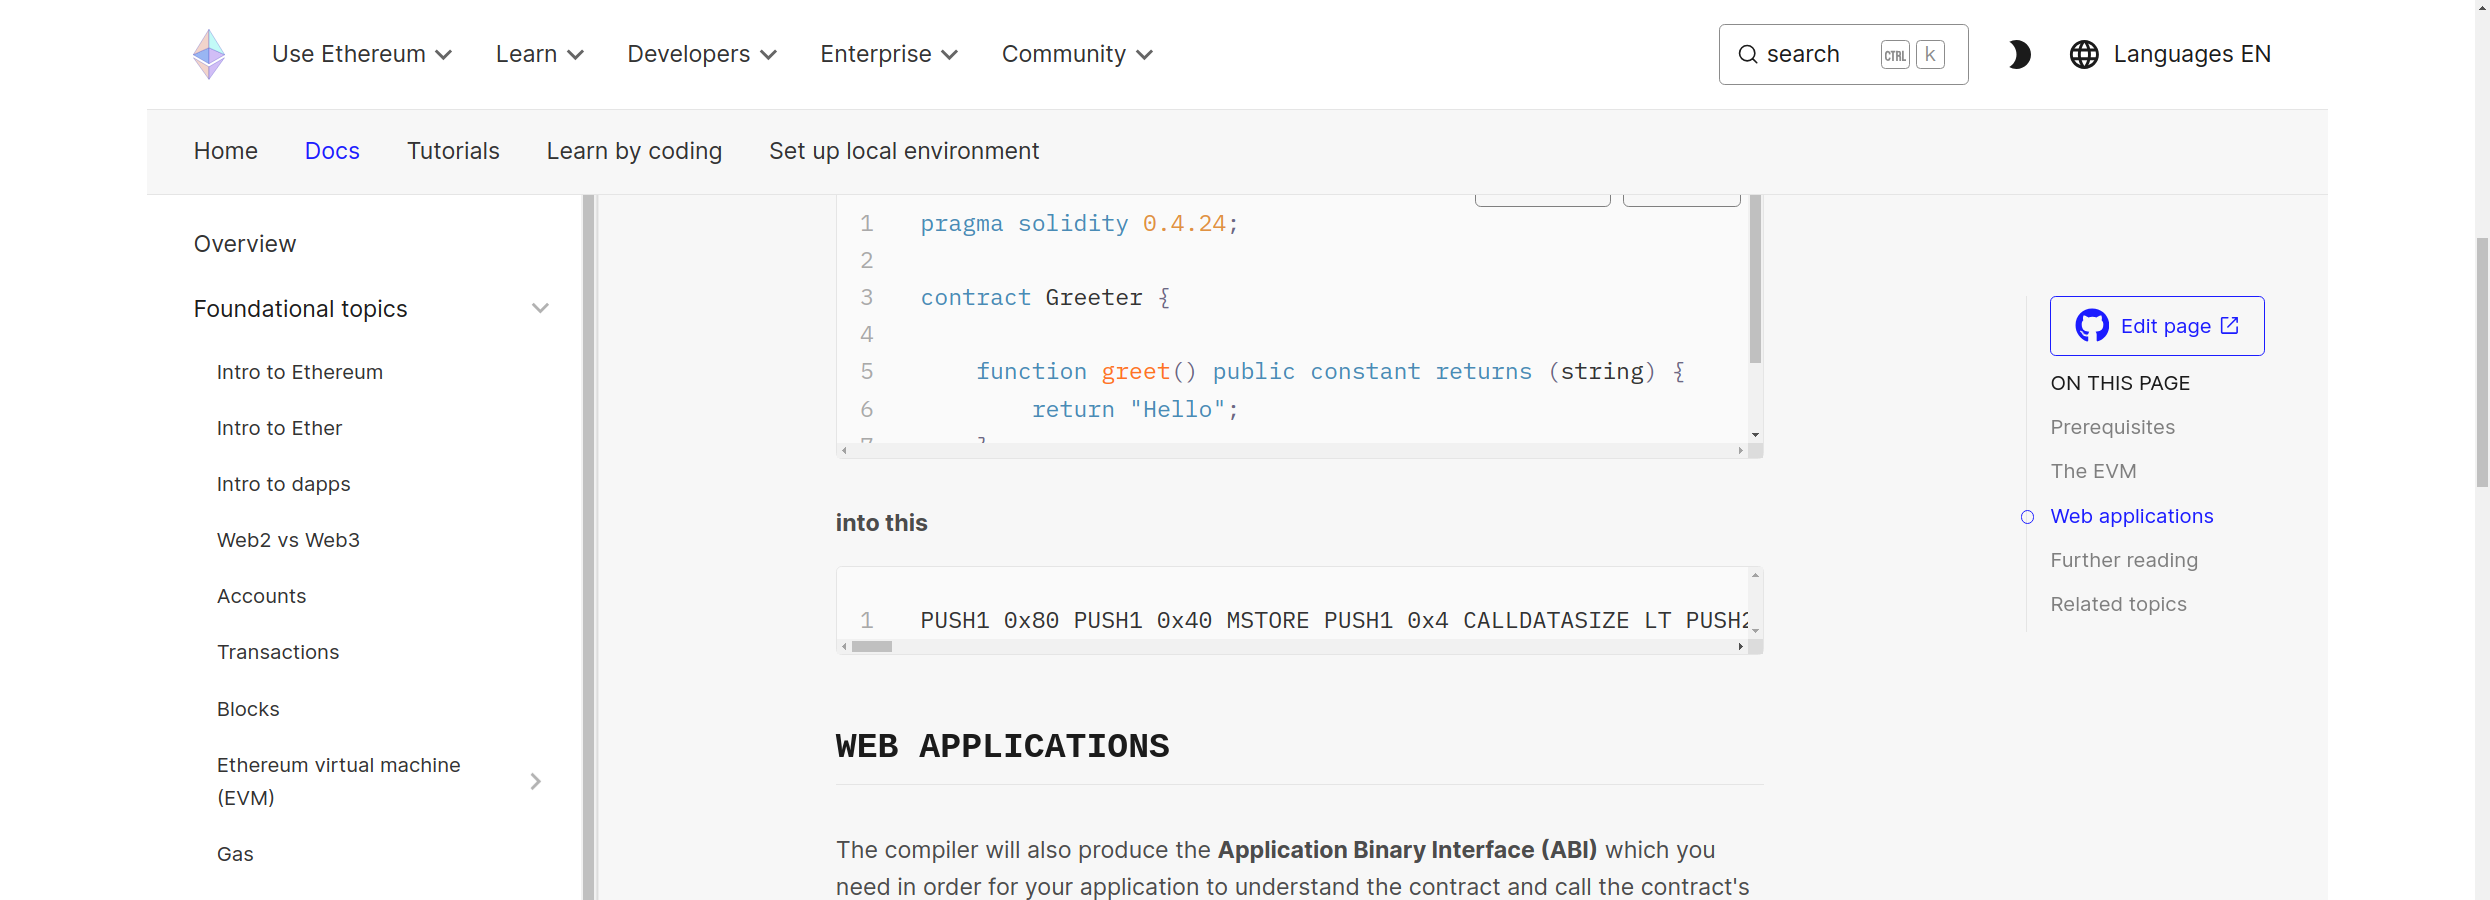 Use Ethereum Learn Developers Enterprise Community search CTRL k Languages EN
Home Docs Tutorials Learn by coding Set up local environment
Overview
Foundational topics
Intro to Ethereum
Intro to Ether
Intro to dapps
Web2 vs Web3
Accounts
Transactions
Blocks
Ethereum virtual machine
(EVM)
Gas
1 pragma solidity 0.4.24;
2
3 contract Greeter {
4
5 function greet() public constant returns (string) {
6 return "Hello";
7 }
into this
1 PUSH1 0x80 PUSH1 0x40 MSTORE PUSH1 0x4 CALLDATASIZE LT PUSH2
WEB APPLICATIONS
The compiler will also produce the Application Binary Interface (ABI) which you
need in order for your application to understand the contract and call the contract's
Edit page
ON THIS PAGE
Prerequisites
The EVM
Web applications
Further reading
Related topics